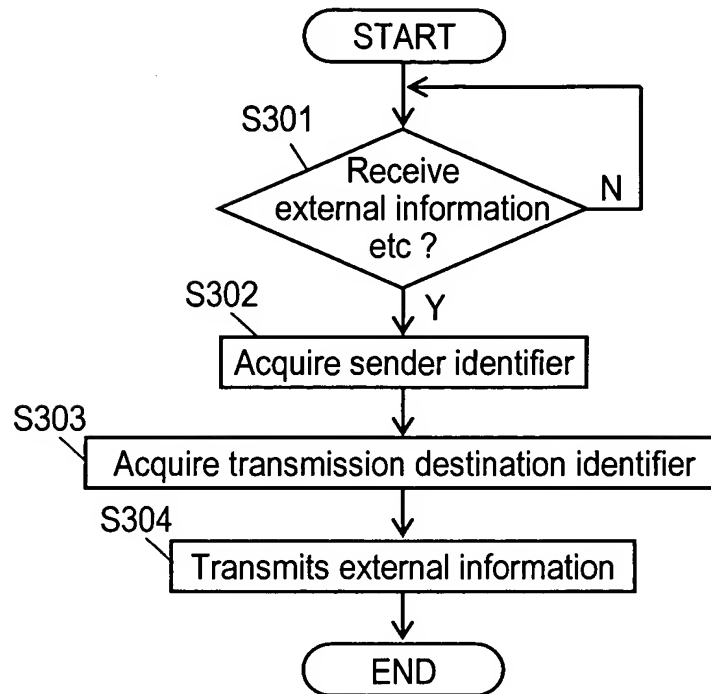 START
S301
Receive
external information
etc ?
N
Y
S302
Acquire sender identifier
S303
Acquire transmission destination identifier
S304
Transmits external information
END